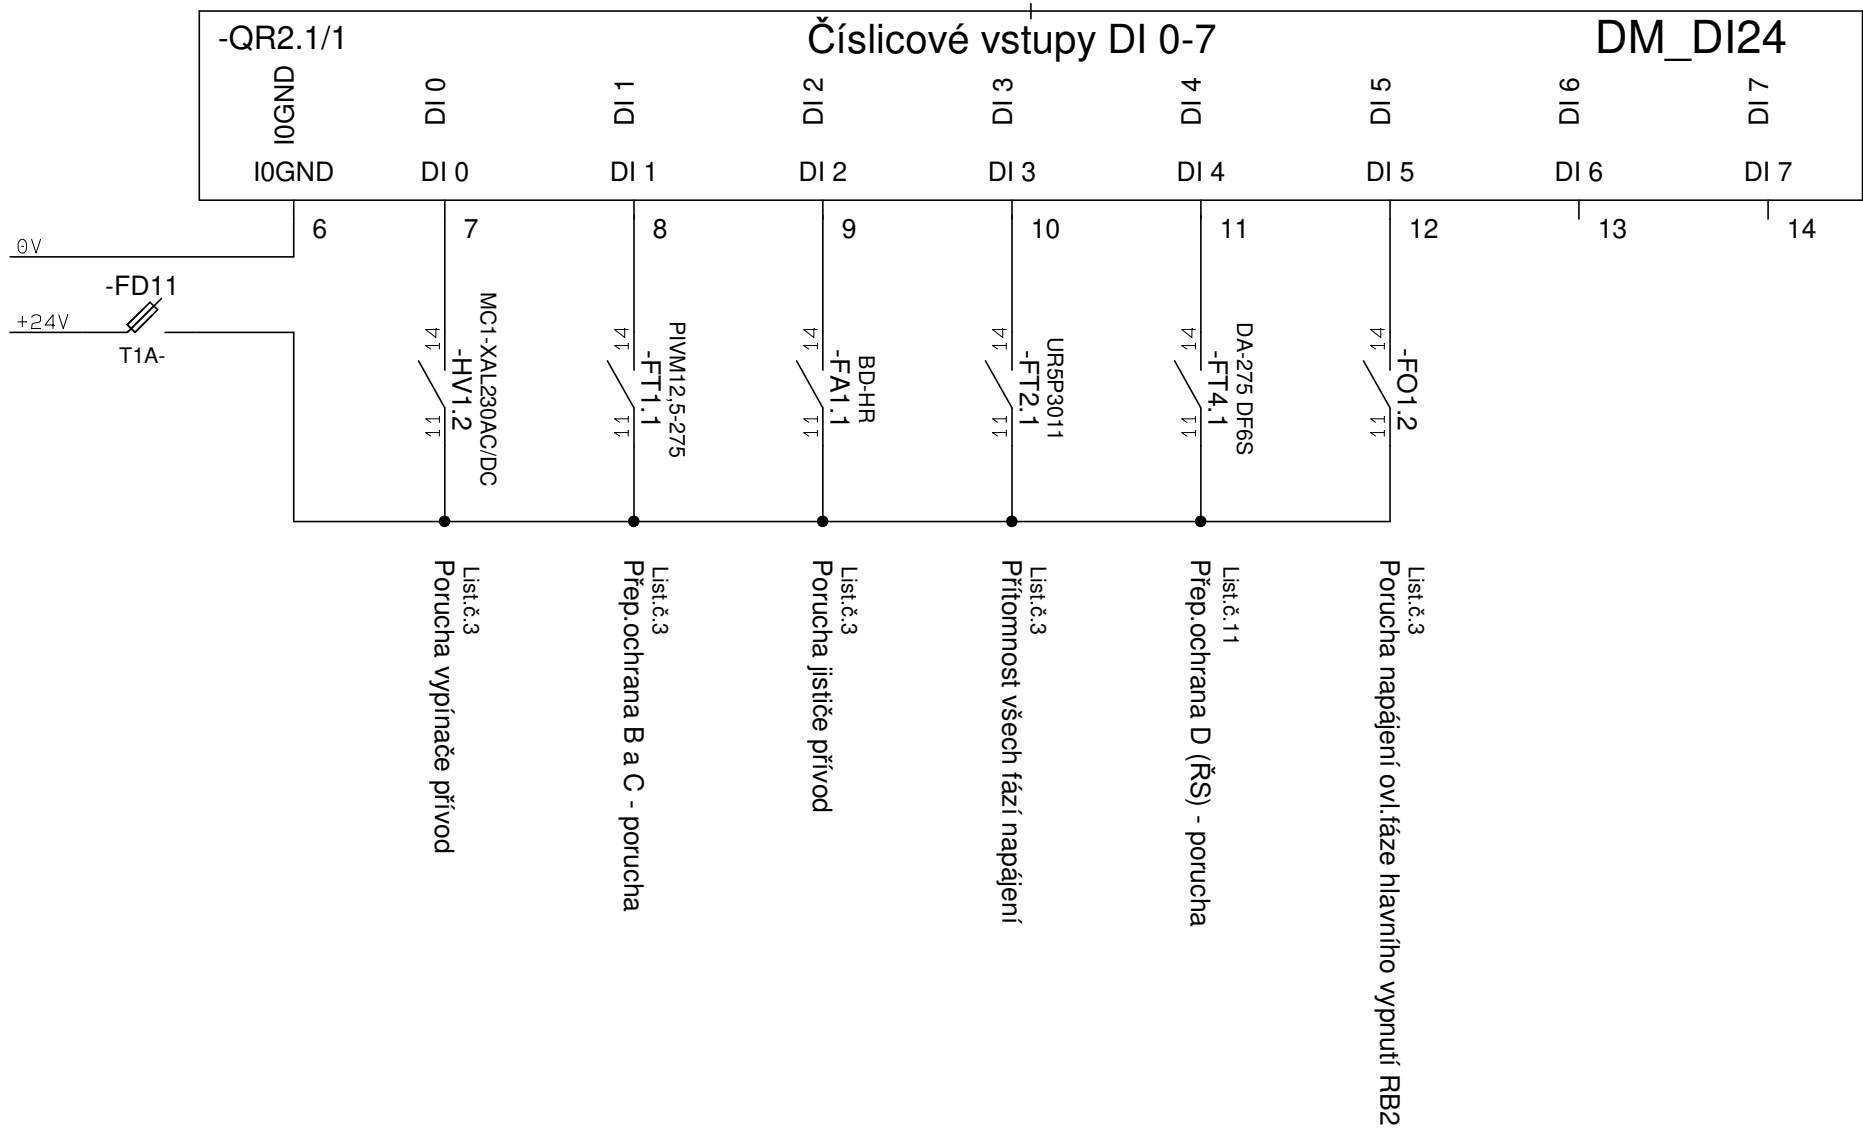 -QR2.1/1
Číslicové vstupy DI 0-7
DM_DI24
I0GND
DI 0
DI 1
DI 2
DI 3
DI 4
DI 5
DI 6
DI 7
I0GND
DI 0
DI 1
DI 2
DI 3
DI 4
DI 5
DI 6
DI 7
6
7
8
9
10
11
12
13
14
0V
-FD11
+24V
T1A-
14
11
-HV1.2
MC1-XAL230AC/DC
14
11
-FT1.1
PIVM12,5-275
14
11
-FA1.1
BD-HR
14
11
-FT2.1
UR5P3011
14
11
-FT4.1
DA-275 DF6S
14
11
-FO1.2
List.č.3
Porucha vypínače přívod
List.č.3
Přep.ochrana B a C - porucha
List.č.3
Porucha jističe přívod
List.č.3
Přítomnost všech fází napájení
List.č.11
Přep.ochrana D (ŘS) - porucha
List.č.3
Porucha napájení ovl.fáze hlavního vypnutí RB2